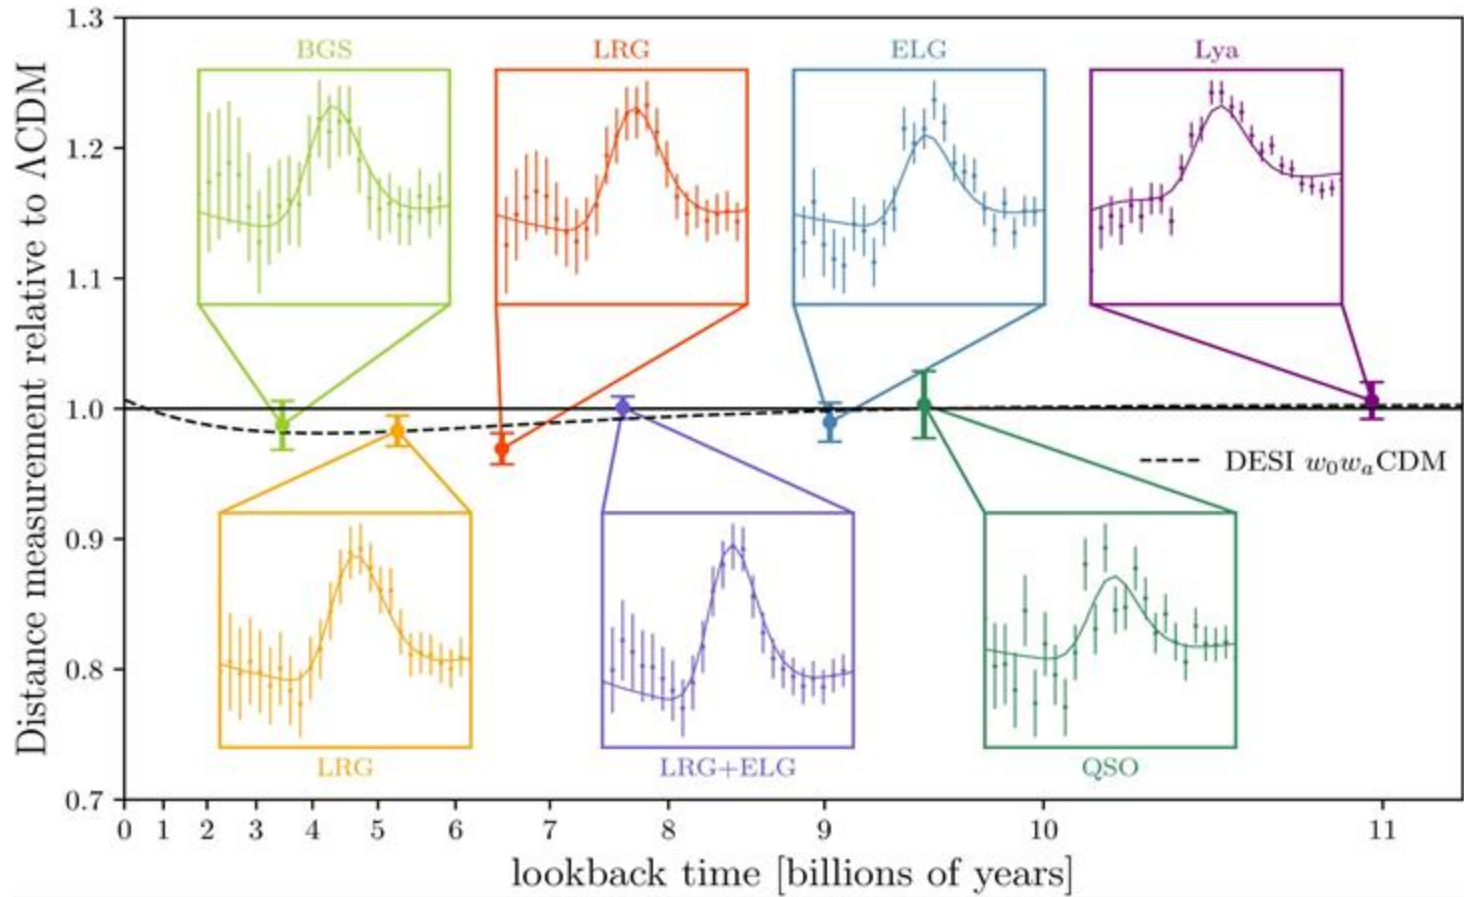 Distance measurement relative to ΛCDM
1.3
1.2
1.1
1.0
0.9
0.8
0.7
BGS
LRG
ELG
Lya
DESI w₀wₐCDM
LRG
LRG+ELG
QSO
0 1 2 3 4 5 6 7 8 9 10 11
lookback time [billions of years]